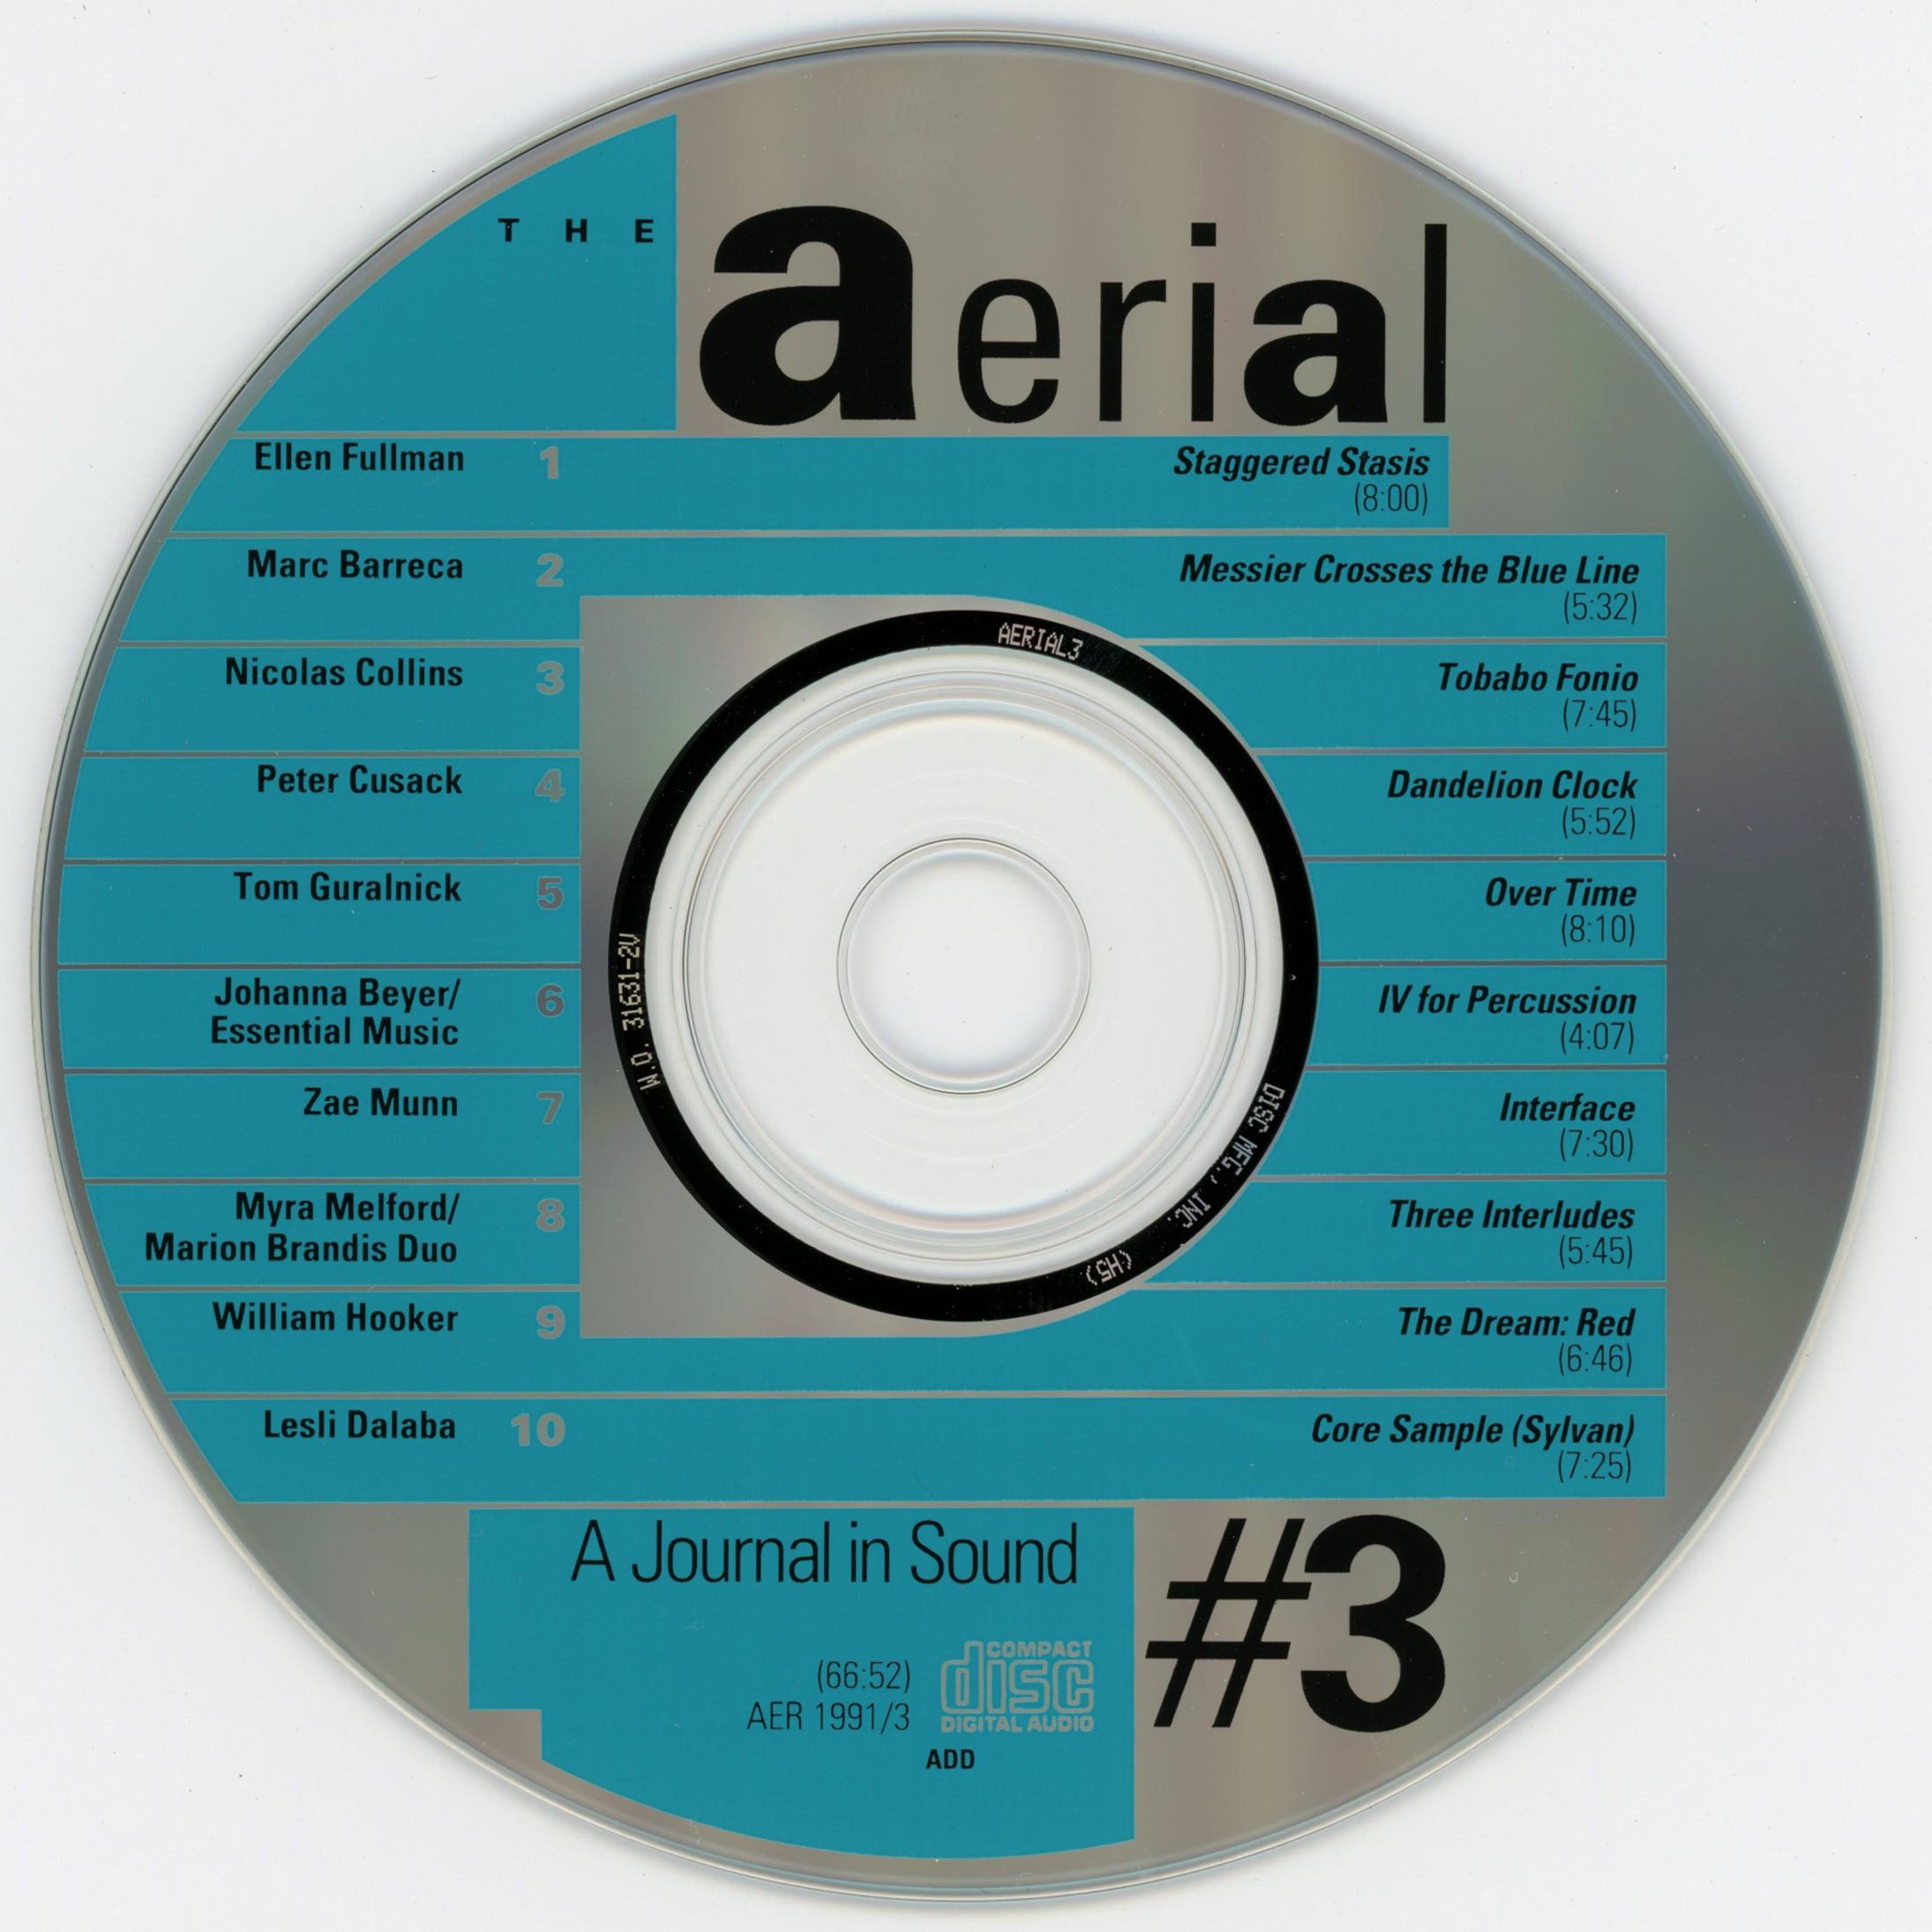 THE
aerial
Ellen Fullman 1 Staggered Stasis
(8:00)
Marc Barreca 2 Messier Crosses the Blue Line
(5:32)
Nicolas Collins 3 Tobabo Fonio
(7:45)
Peter Cusack 4 Dandelion Clock
(5:52)
Tom Guralnick 5 Over Time
(8:10)
Johanna Beyer/ 6 IV for Percussion
Essential Music (4:07)
Zae Munn 7 Interface
(7:30)
Myra Melford/ 8 Three Interludes
Marion Brandis Duo (5:45)
William Hooker 9 The Dream: Red
(6:46)
Lesli Dalaba 10 Core Sample (Sylvan)
(7:25)
A Journal in Sound
#3
(66:52)
AER 1991/3
COMPACT
disc
DIGITAL AUDIO
ADD
AERIAL3
DISC MFG., INC.
(H5)
W.O. 31631-2V